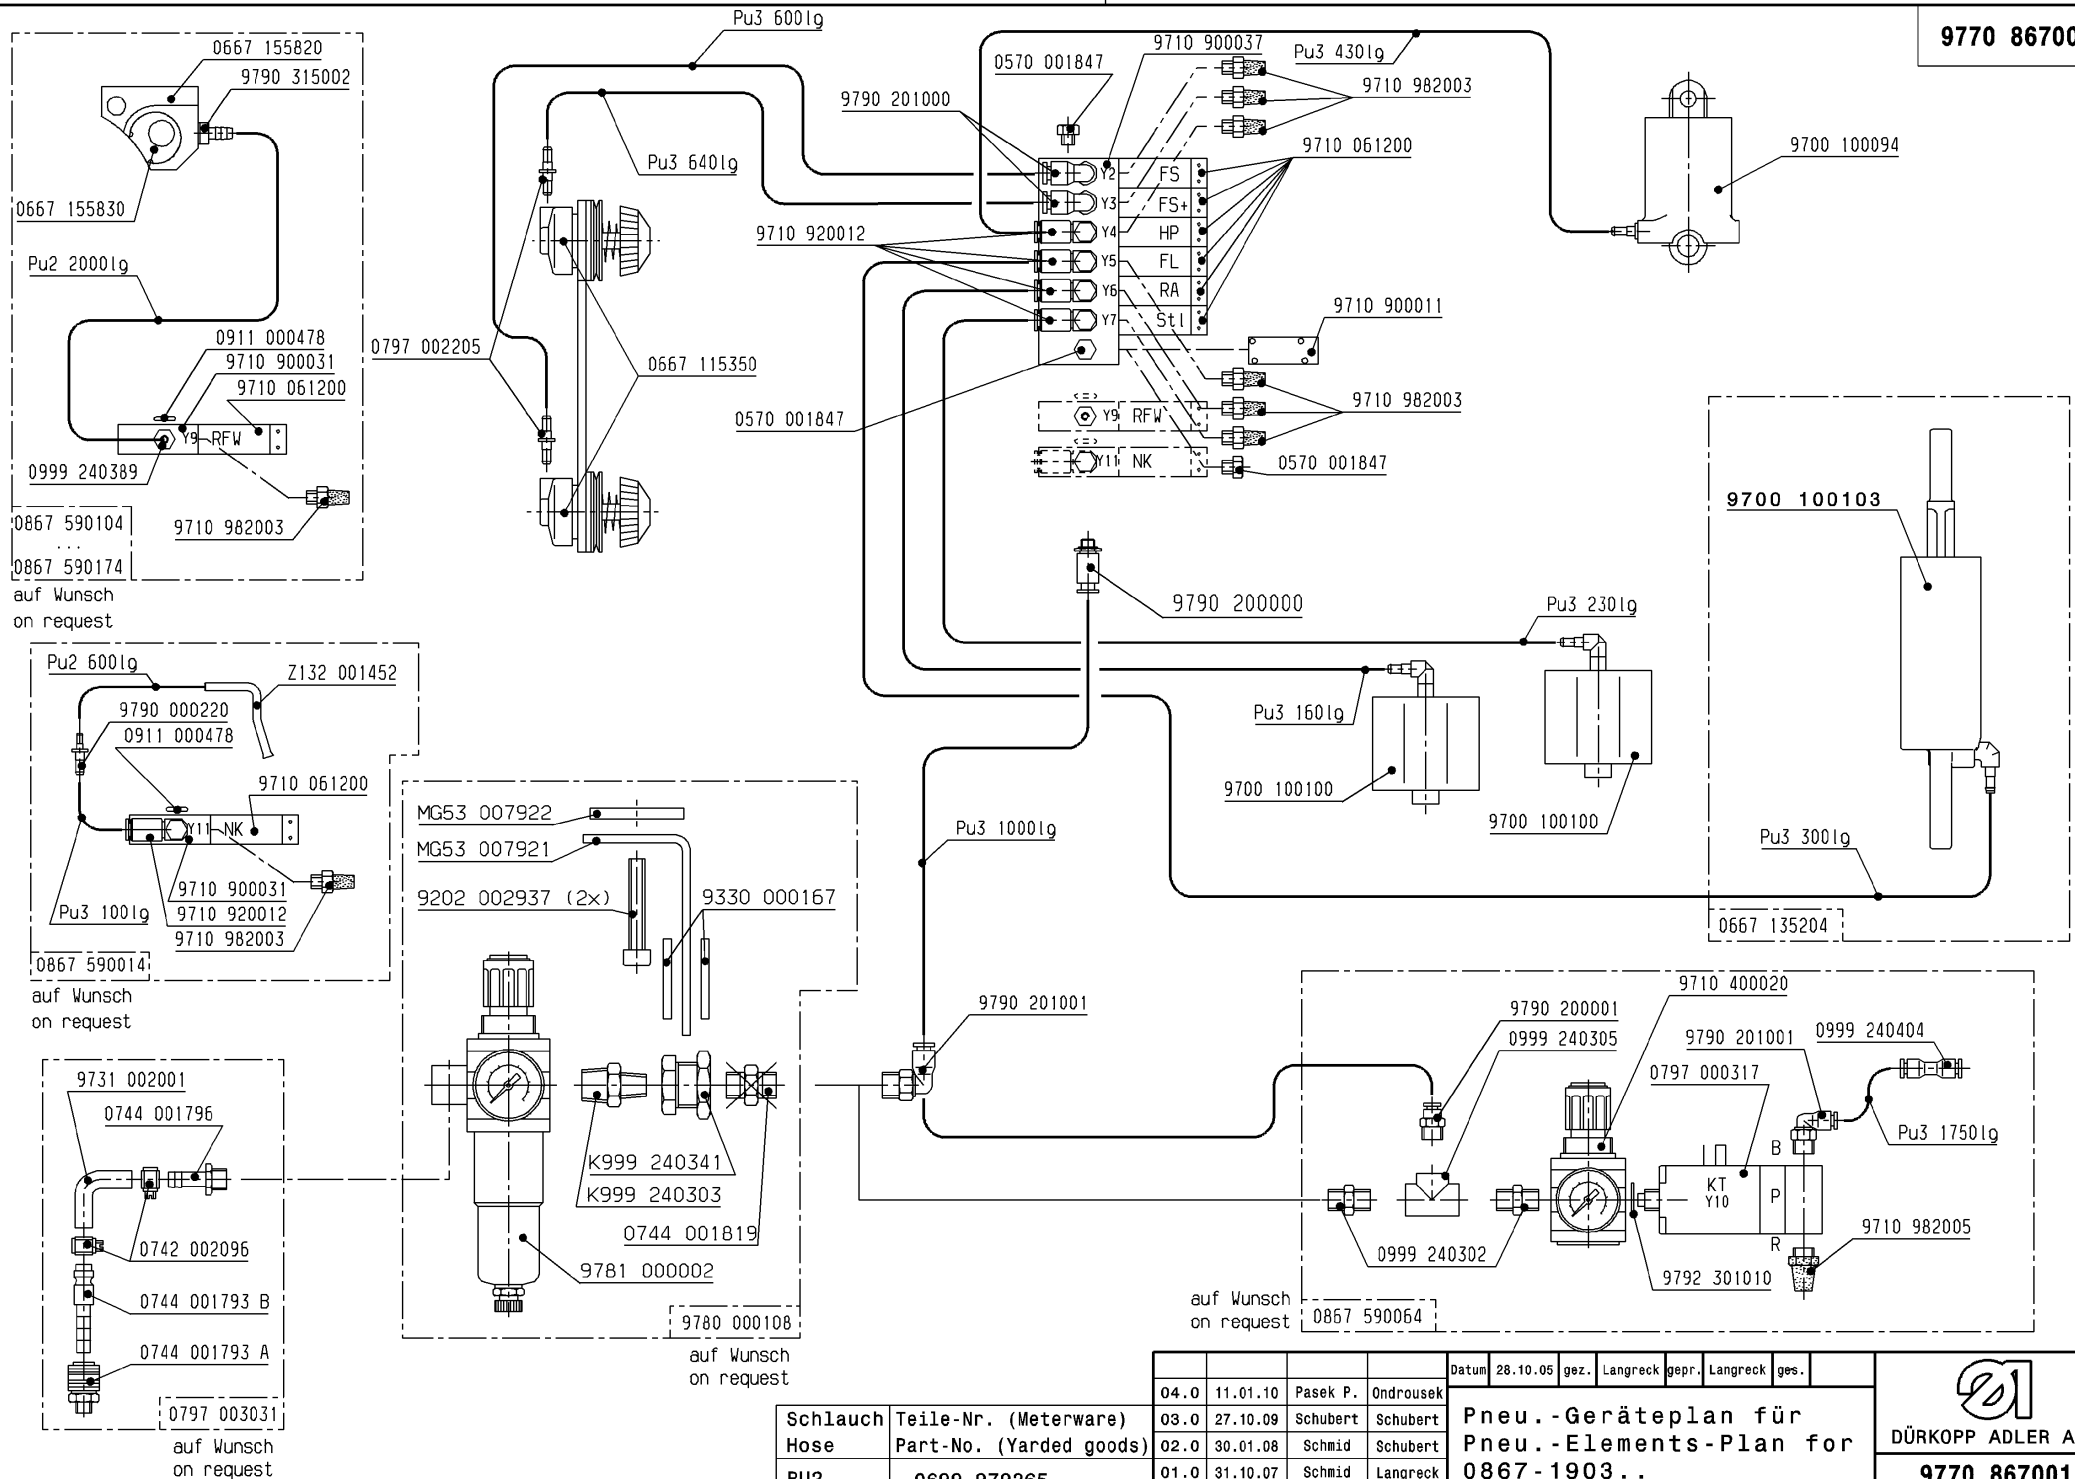 9770 86700
0667 155820
9790 315002
0667 155830
Pu2 2000lg
0911 000478
9710 900031
9710 061200
Y9
RFW
0999 240389
9710 982003
0867 590104
...
0867 590174
auf Wunsch
on request
Pu3 600lg
Pu3 640lg
0797 002205
0667 115350
0570 001847
9710 900037
9790 201000
9710 920012
Pu3 430lg
9710 982003
9710 061200
Y2 FS
Y3 FS+
Y4 HP
Y5 FL
Y6 RA
Y7 Stl
9710 900011
9710 982003
0570 001847
Y9 RFW
Y11 NK
0570 001847
9700 100094
9790 200000
Pu3 230lg
Pu3 160lg
9700 100100
9700 100100
9700 100103
Pu3 300lg
0667 135204
Pu2 600lg
Z132 001452
9790 000220
0911 000478
9710 061200
Y11
NK
Pu3 100lg
9710 900031
9710 920012
9710 982003
0867 590014
auf Wunsch
on request
MG53 007922
MG53 007921
9202 002937 (2x)
9330 000167
K999 240341
K999 240303
0744 001819
9781 000002
9780 000108
auf Wunsch
on request
Pu3 1000lg
9790 201001
9731 002001
0744 001796
0742 002096
0744 001793 B
0744 001793 A
0797 003031
auf Wunsch
on request
9710 400020
9790 200001
0999 240305
9790 201001
0999 240404
0797 000317
Pu3 1750lg
B
KT
Y10
P
R
9710 982005
0999 240302
9792 301010
auf Wunsch
on request
0867 590064
Schlauch Teile-Nr. (Meterware)
Hose Part-No. (Yarded goods)
04.0 11.01.10 Pasek P. Ondrousek
03.0 27.10.09 Schubert Schubert
02.0 30.01.08 Schmid Schubert
01.0 31.10.07 Schmid Langreck
Datum 28.10.05 gez. Langreck gepr. Langreck ges.
Pneu.-Geräteplan für
Pneu.-Elements-Plan for
0867-1903..
DÜRKOPP ADLER A
9770 867001